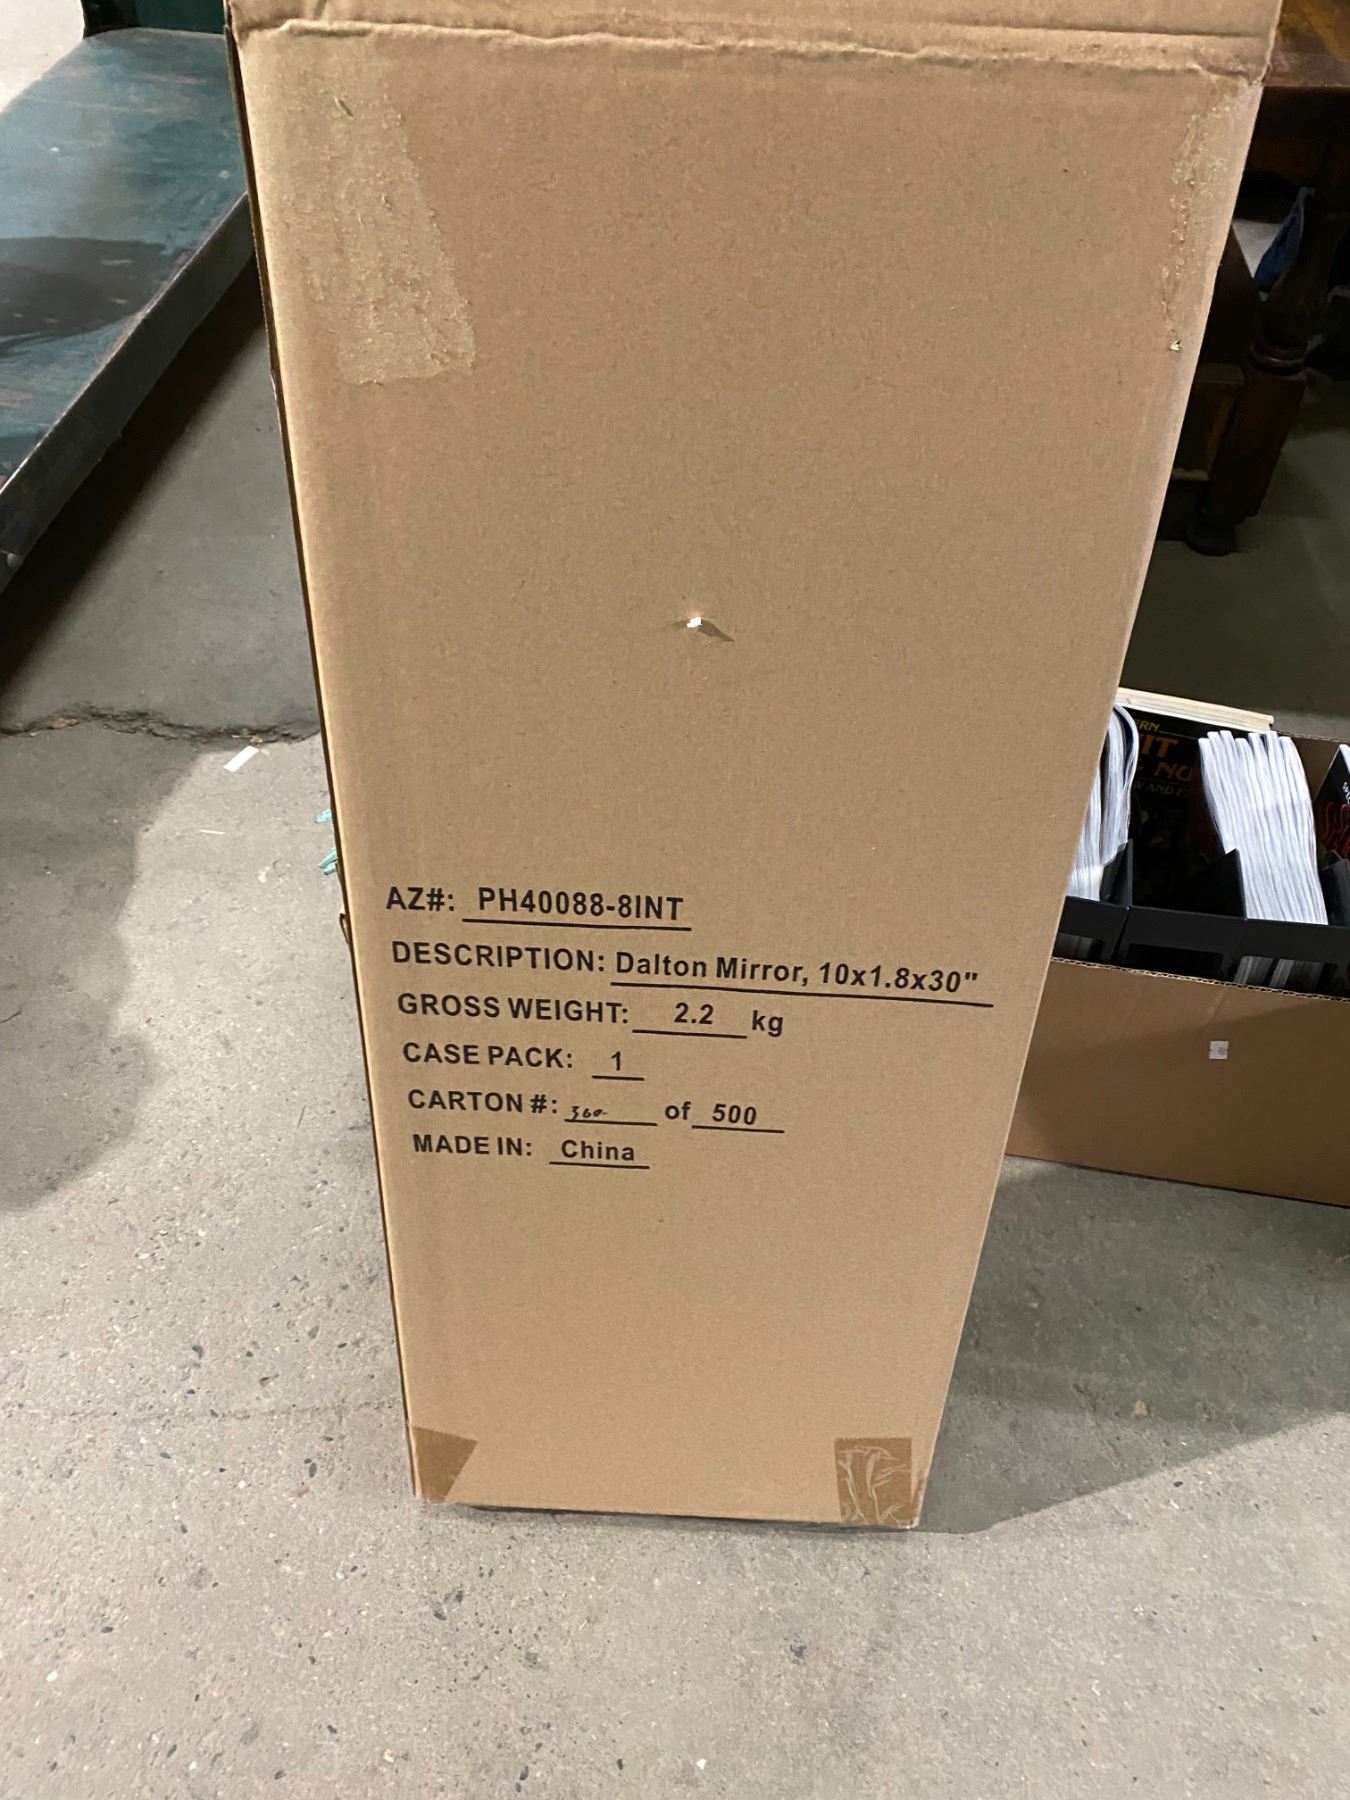 AZ#: PH40088-8INT
DESCRIPTION: Dalton Mirror, 10x1.8x30"
GROSS WEIGHT: 2.2 kg
CASE PACK: 1
CARTON #: 360 of 500
MADE IN: China